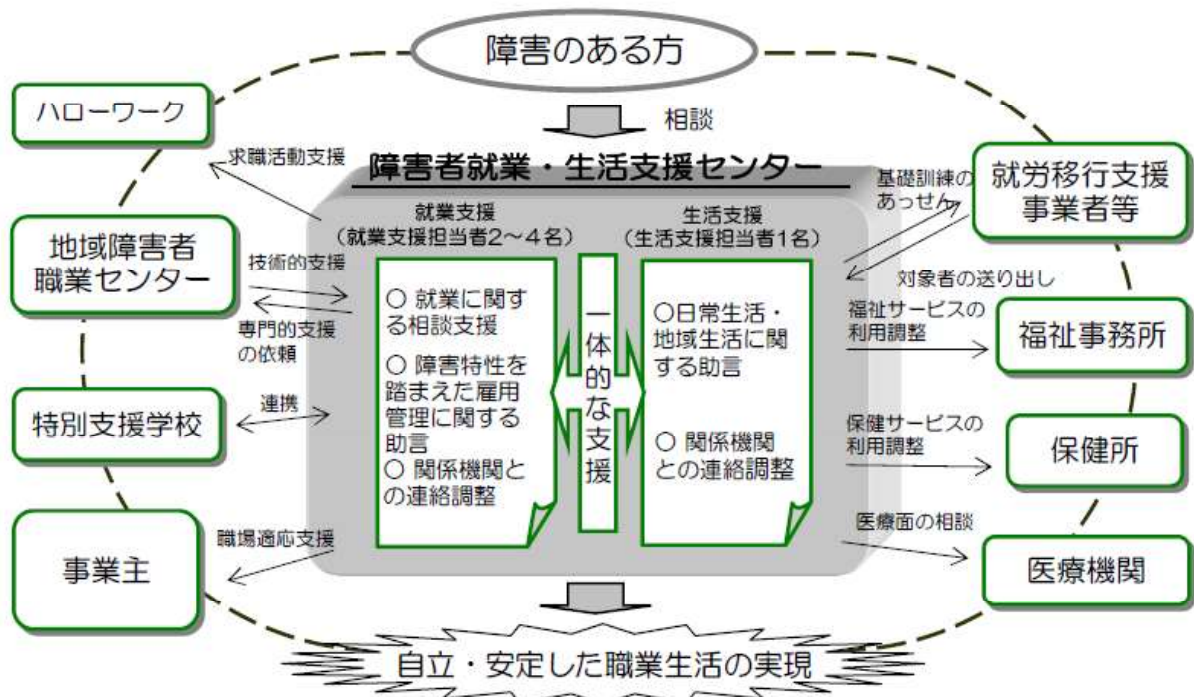 障害のある方
相談
ハローワーク
求職活動支援
地域障害者
職業センター
技術的支援
専門的支援
の依頼
特別支援学校
連携
事業主
職場適応支援
障害者就業・生活支援センター
就業支援
(就業支援担当者2~4名)
○ 就業に関す
る相談支援
○ 障害特性を
踏まえた雇用
管理に関する
助言
○ 関係機関と
の連絡調整
一体的な支援
生活支援
(生活支援担当者1名)
○日常生活・
地域生活に関
する助言
○ 関係機関
との連絡調整
基礎訓練の
あっせん
就労移行支援
事業者等
対象者の送り出し
福祉サービスの
利用調整
福祉事務所
保健サービスの
利用調整
保健所
医療面の相談
医療機関
自立・安定した職業生活の実現